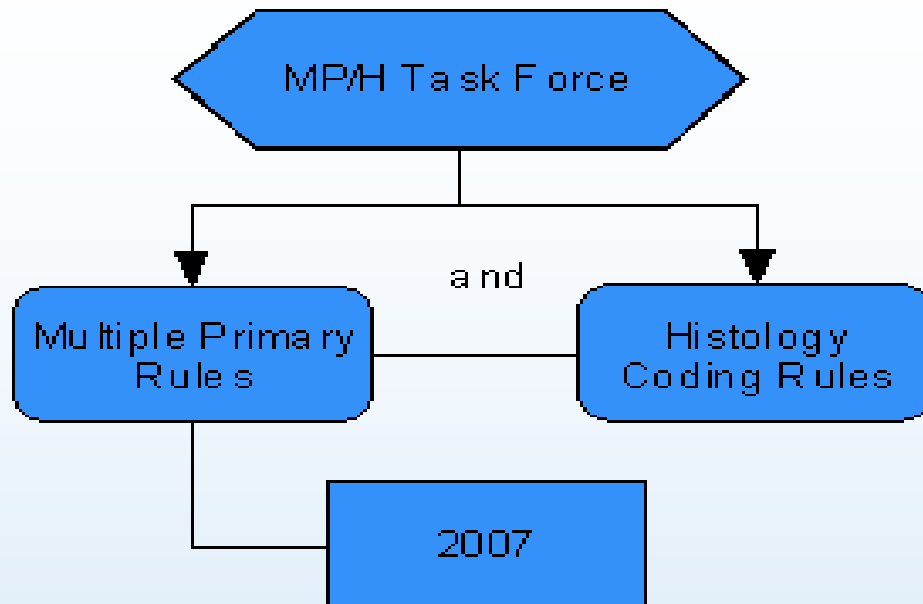 MP/H Task Force
and
Multiple Primary
Rules
Histology
Coding Rules
2007